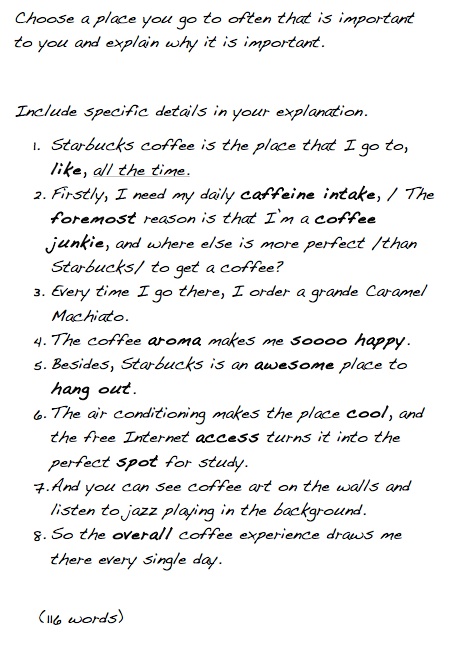 Choose a place you go to often that is important
to you and explain why it is important.
Include specific details in your explanation.
1. Starbucks coffee is the place that I go to,
like, all the time.
2. Firstly, I need my daily caffeine intake, / The
foremost reason is that I'm a coffee
junkie, and where else is more perfect /than
Starbucks/ to get a coffee?
3. Every time I go there, I order a grande Caramel
Machiato.
4. The coffee aroma makes me soooo happy.
5. Besides, Starbucks is an awesome place to
hang out.
6. The air conditioning makes the place cool, and
the free Internet access turns it into the
perfect spot for study.
7. And you can see coffee art on the walls and
listen to jazz playing in the background.
8. So the overall coffee experience draws me
there every single day.
(116 words)